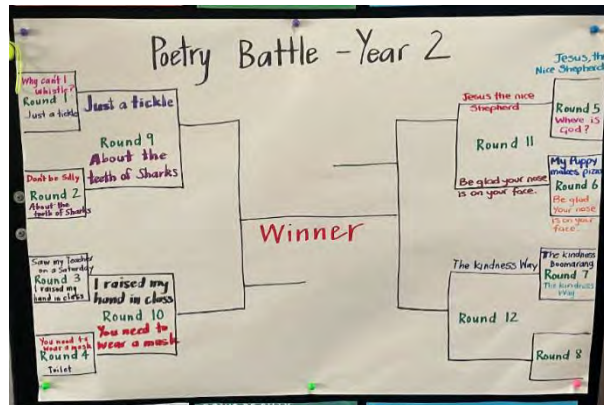 Poetry Battle - Year 2
Why can't I
whistle?
Round 1
Just a tickle
Just a tickle
Round 9
About the
teeth of Sharks
Don't be Silly
Round 2
About the
teeth of Sharks
Saw my Teacher
on a Saturday
Round 3
I raised my
hand in class
I raised my
hand in class
Round 10
You need to
wear a mask
You need to
wear a mask
Round 4
Toilet
Winner
Jesus, the
Nice Shepherd
Round 5
Where is
God?
Jesus the nice
Shepherd
Round 11
Be glad your nose
is on your face.
My Puppy
makes pizza
Round 6
Be glad
your nose
is on your
face
The kindness Way
Round 12
The kindness
Boomarang
Round 7
The kindness
Way
Round 8